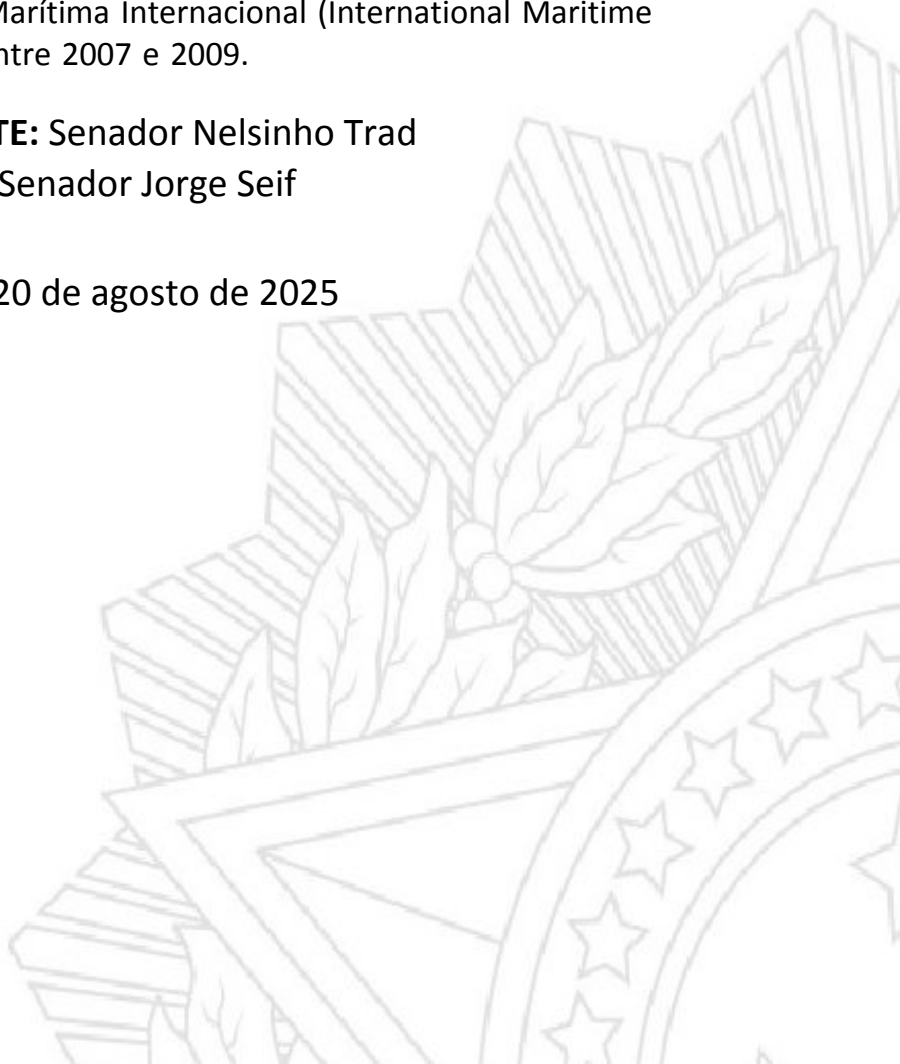 Marítima Internacional (International Maritime
ntre 2007 e 2009.
TE: Senador Nelsinho Trad
Senador Jorge Seif
20 de agosto de 2025